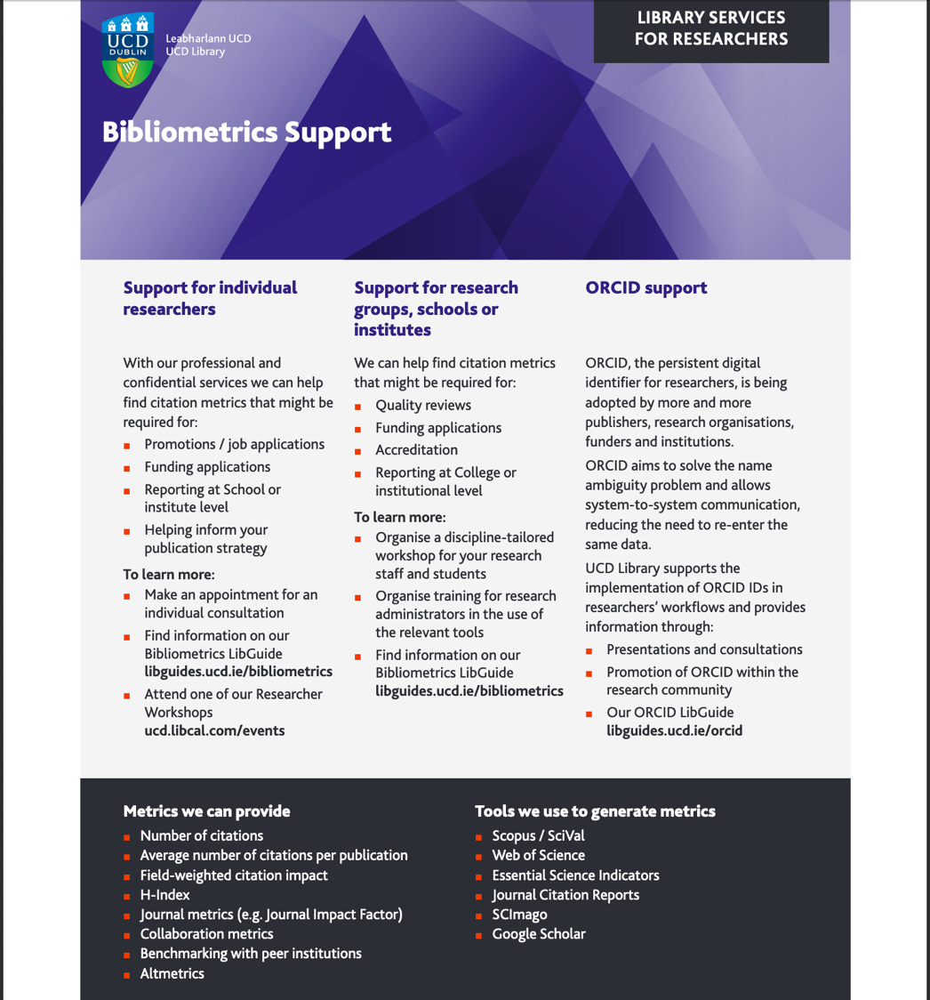 UCD
DUBLIN
Leabharlann UCD
UCD Library
LIBRARY SERVICES
FOR RESEARCHERS
Bibliometrics Support
Support for individual
researchers
With our professional and
confidential services we can help
find citation metrics that might be
required for:
Promotions / job applications
Funding applications
Reporting at School or
institute level
Helping inform your
publication strategy
To learn more:
Make an appointment for an
individual consultation
Find information on our
Bibliometrics LibGuide
libguides.ucd.ie/bibliometrics
Attend one of our Researcher
Workshops
ucd.libcal.com/events
Support for research
groups, schools or
institutes
We can help find citation metrics
that might be required for:
Quality reviews
Funding applications
Accreditation
Reporting at College or
institutional level
To learn more:
Organise a discipline-tailored
workshop for your research
staff and students
Organise training for research
administrators in the use of
the relevant tools
Find information on our
Bibliometrics LibGuide
libguides.ucd.ie/bibliometrics
ORCID support
ORCID, the persistent digital
identifier for researchers, is being
adopted by more and more
publishers, research organisations,
funders and institutions.
ORCID aims to solve the name
ambiguity problem and allows
system-to-system communication,
reducing the need to re-enter the
same data.
UCD Library supports the
implementation of ORCID IDs in
researchers’ workflows and provides
information through:
Presentations and consultations
Promotion of ORCID within the
research community
Our ORCID LibGuide
libguides.ucd.ie/orcid
Metrics we can provide
Number of citations
Average number of citations per publication
Field-weighted citation impact
H-Index
Journal metrics (e.g. Journal Impact Factor)
Collaboration metrics
Benchmarking with peer institutions
Altmetrics
Tools we use to generate metrics
Scopus / SciVal
Web of Science
Essential Science Indicators
Journal Citation Reports
SCImago
Google Scholar